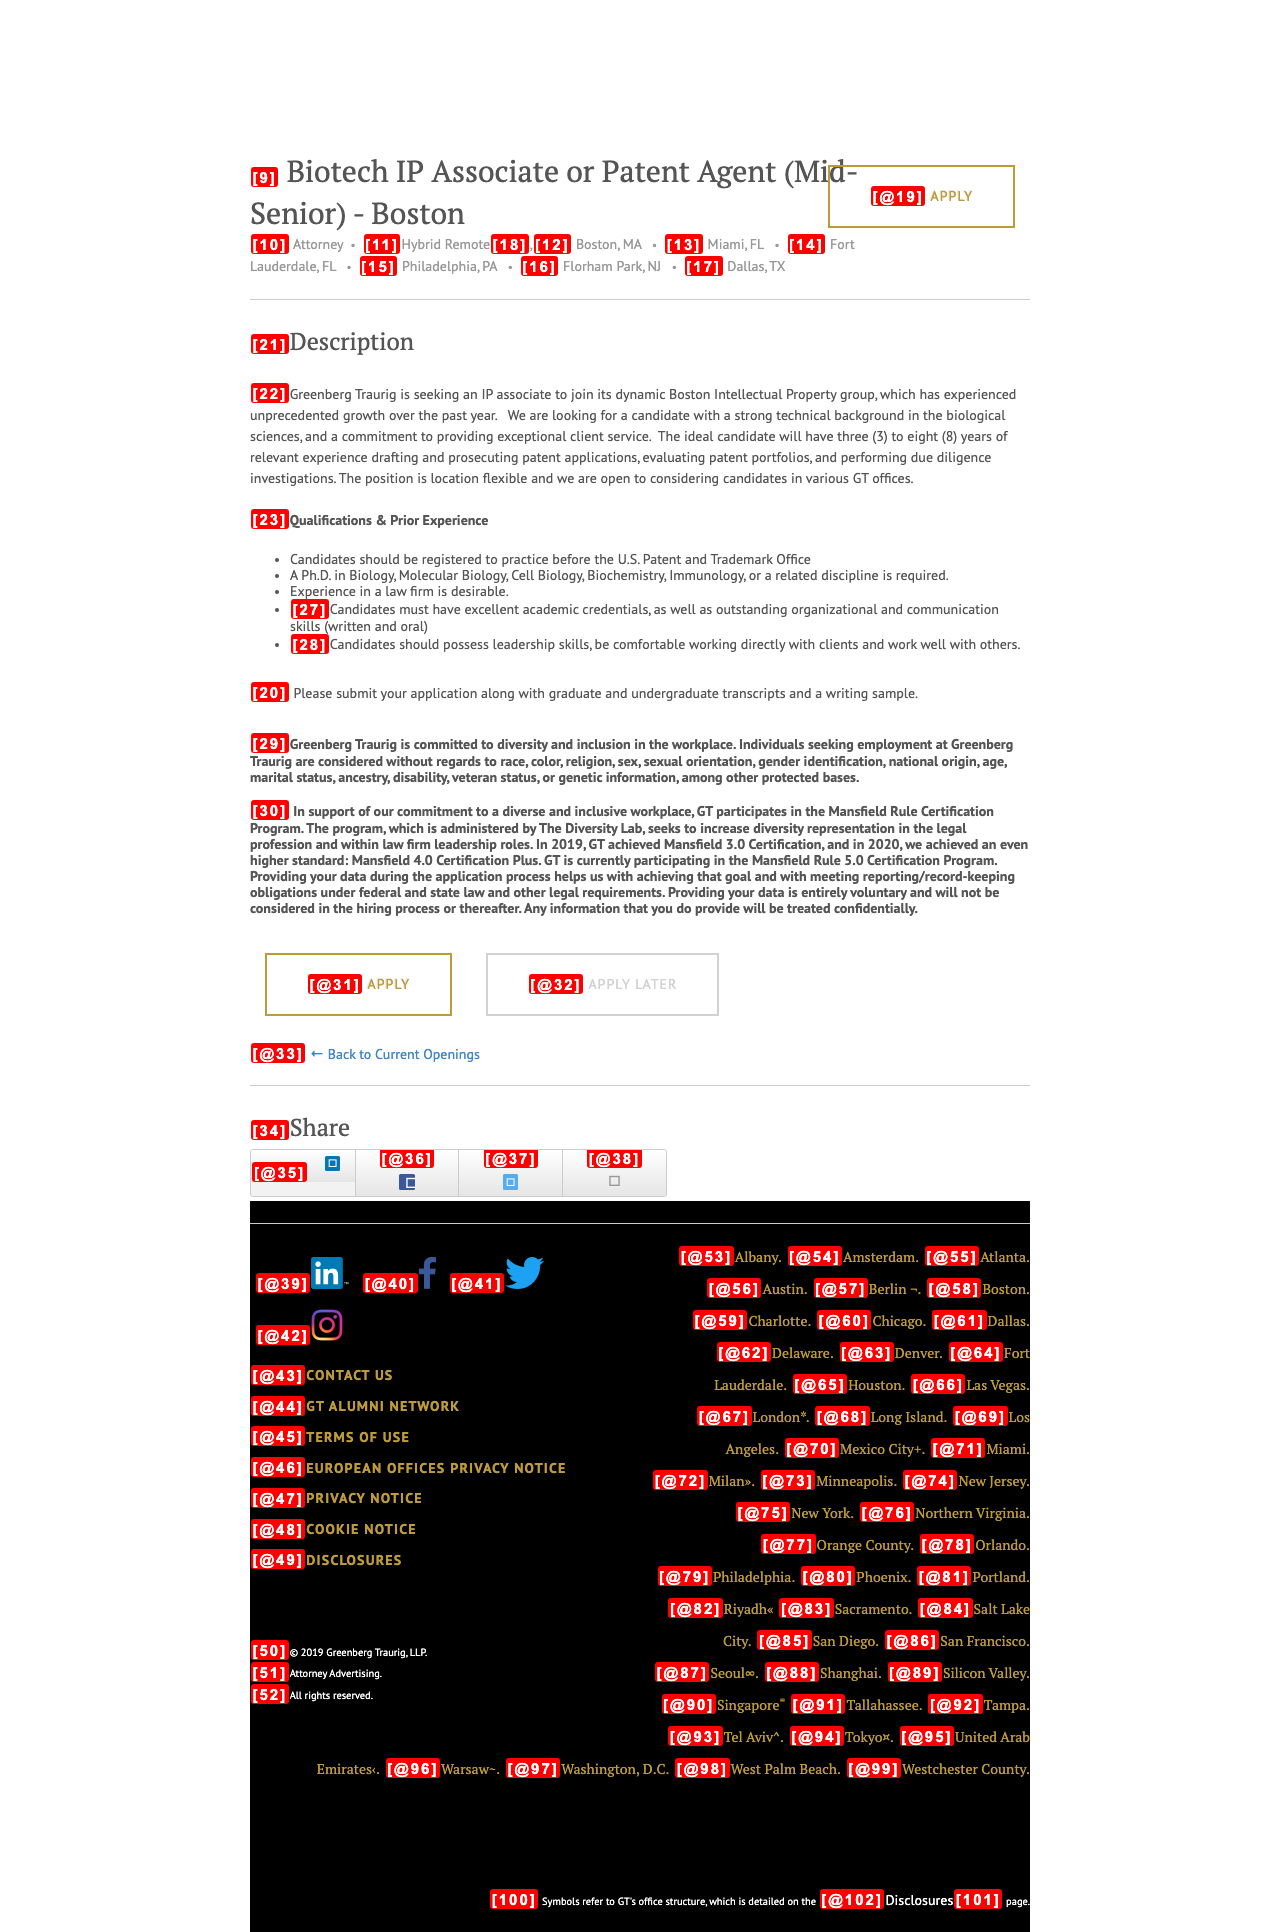 [9] Biotech IP Associate or Patent Agent (Mid-
Senior) - Boston
[@19] APPLY
[10] Attorney • [11] Hybrid Remote [18] , [12] Boston, MA • [13] Miami, FL • [14] Fort
Lauderdale, FL • [15] Philadelphia, PA • [16] Florham Park, NJ • [17] Dallas, TX
[21] Description
[22] Greenberg Traurig is seeking an IP associate to join its dynamic Boston Intellectual Property group, which has experienced
unprecedented growth over the past year. We are looking for a candidate with a strong technical background in the biological
sciences, and a commitment to providing exceptional client service. The ideal candidate will have three (3) to eight (8) years of
relevant experience drafting and prosecuting patent applications, evaluating patent portfolios, and performing due diligence
investigations. The position is location flexible and we are open to considering candidates in various GT offices.
[23] Qualifications & Prior Experience
• Candidates should be registered to practice before the U.S. Patent and Trademark Office
• A Ph.D. in Biology, Molecular Biology, Cell Biology, Biochemistry, Immunology, or a related discipline is required.
• Experience in a law firm is desirable.
• [27] Candidates must have excellent academic credentials, as well as outstanding organizational and communication
skills (written and oral)
• [28] Candidates should possess leadership skills, be comfortable working directly with clients and work well with others.
[20] Please submit your application along with graduate and undergraduate transcripts and a writing sample.
[29] Greenberg Traurig is committed to diversity and inclusion in the workplace. Individuals seeking employment at Greenberg
Traurig are considered without regards to race, color, religion, sex, sexual orientation, gender identification, national origin, age,
marital status, ancestry, disability, veteran status, or genetic information, among other protected bases.
[30] In support of our commitment to a diverse and inclusive workplace, GT participates in the Mansfield Rule Certification
Program. The program, which is administered by The Diversity Lab, seeks to increase diversity representation in the legal
profession and within law firm leadership roles. In 2019, GT achieved Mansfield 3.0 Certification, and in 2020, we achieved an even
higher standard: Mansfield 4.0 Certification Plus. GT is currently participating in the Mansfield Rule 5.0 Certification Program.
Providing your data during the application process helps us with achieving that goal and with meeting reporting/record-keeping
obligations under federal and state law and other legal requirements. Providing your data is entirely voluntary and will not be
considered in the hiring process or thereafter. Any information that you do provide will be treated confidentially.
[@31] APPLY [@32] APPLY LATER
[@33] ← Back to Current Openings
[34] Share
[@35] [@36] [@37] [@38]
[@39] in [@40] f [@41]
[@42]
[@43] CONTACT US
[@44] GT ALUMNI NETWORK
[@45] TERMS OF USE
[@46] EUROPEAN OFFICES PRIVACY NOTICE
[@47] PRIVACY NOTICE
[@48] COOKIE NOTICE
[@49] DISCLOSURES
[50] © 2019 Greenberg Traurig, LLP.
[51] Attorney Advertising.
[52] All rights reserved.
[@53] Albany. [@54] Amsterdam. [@55] Atlanta.
[@56] Austin. [@57] Berlin ¬. [@58] Boston.
[@59] Charlotte. [@60] Chicago. [@61] Dallas.
[@62] Delaware. [@63] Denver. [@64] Fort
Lauderdale. [@65] Houston. [@66] Las Vegas.
[@67] London*. [@68] Long Island. [@69] Los
Angeles. [@70] Mexico City+. [@71] Miami.
[@72] Milan». [@73] Minneapolis. [@74] New Jersey.
[@75] New York. [@76] Northern Virginia.
[@77] Orange County. [@78] Orlando.
[@79] Philadelphia. [@80] Phoenix. [@81] Portland.
[@82] Riyadh« [@83] Sacramento. [@84] Salt Lake
City. [@85] San Diego. [@86] San Francisco.
[@87] Seoul∞. [@88] Shanghai. [@89] Silicon Valley.
[@90] Singapore [@91] Tallahassee. [@92] Tampa.
[@93] Tel Aviv^. [@94] Tokyo¤. [@95] United Arab
Emirates‹. [@96] Warsaw~. [@97] Washington, D.C. [@98] West Palm Beach. [@99] Westchester County.
[100] Symbols refer to GT's office structure, which is detailed on the [@102] Disclosures [101] page.